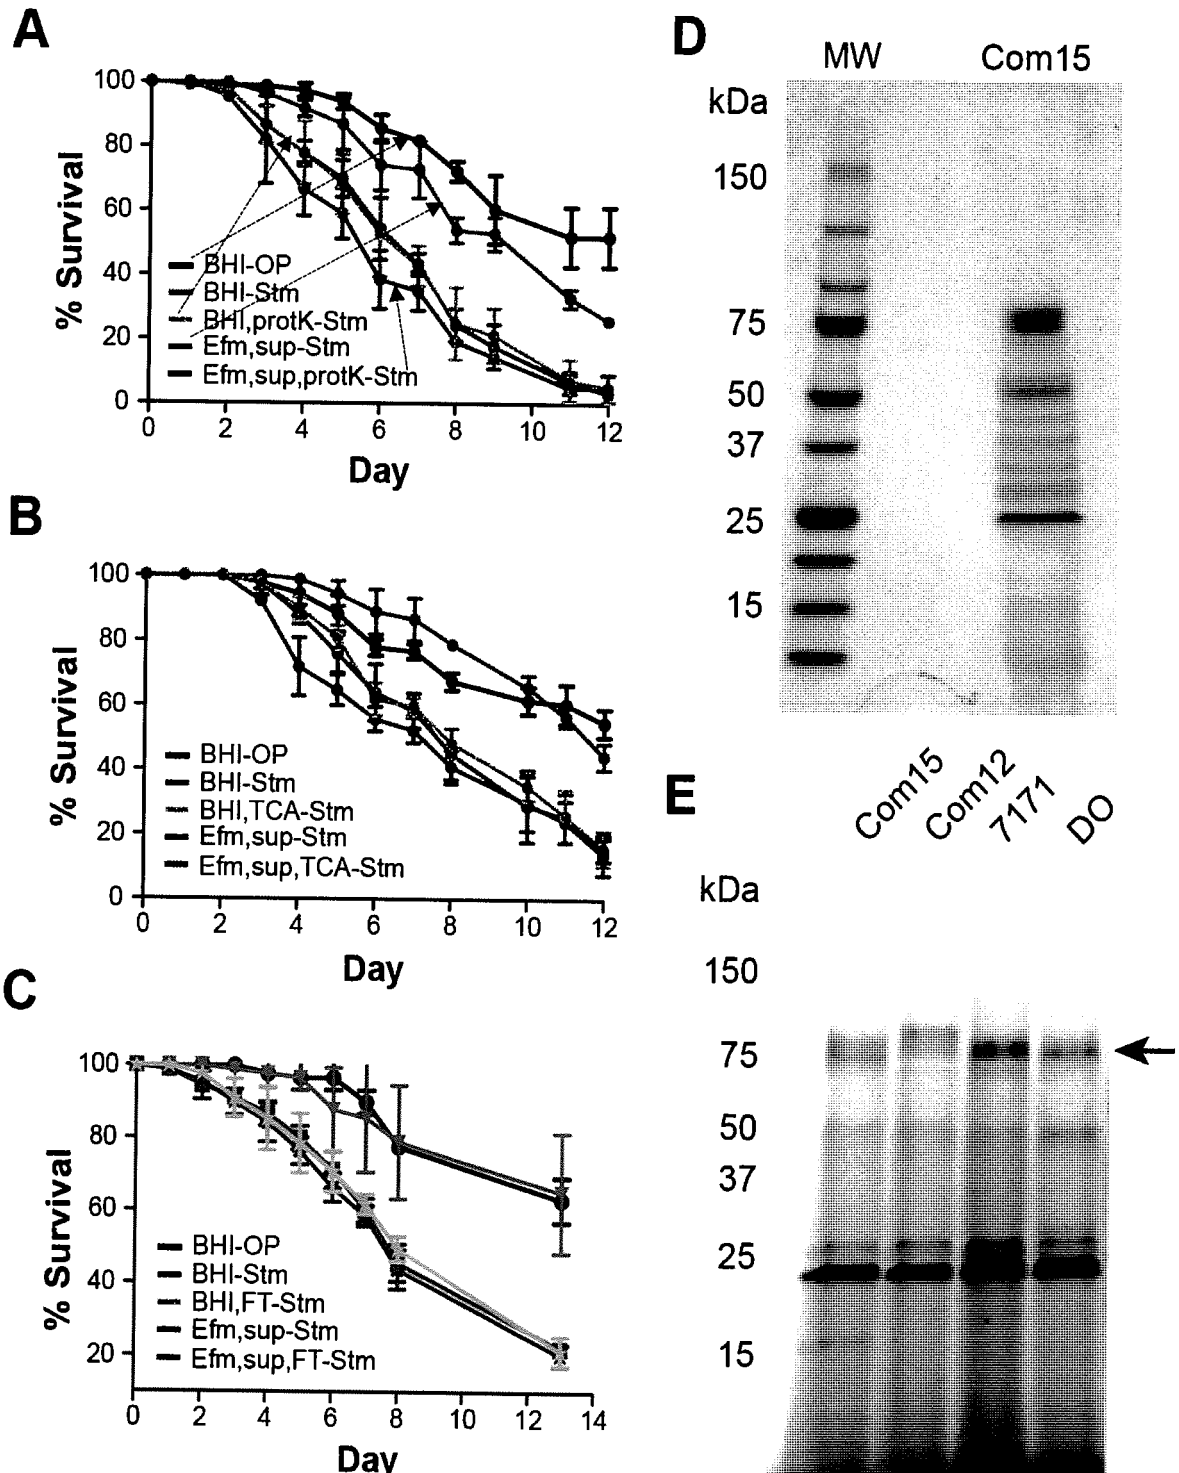 A
% Survival
100
80
60
40
20
0
BHI-OP
BHI-Stm
BHI,protK-Stm
Efm,sup-Stm
Efm,sup,protK-Stm
0 2 4 6 8 10 12
Day
B
% Survival
100
80
60
40
20
0
BHI-OP
BHI-Stm
BHI,TCA-Stm
Efm,sup-Stm
Efm,sup,TCA-Stm
0 2 4 6 8 10 12
Day
C
% Survival
100
80
60
40
20
BHI-OP
BHI-Stm
BHI,FT-Stm
Efm,sup-Stm
Efm,sup,FT-Stm
0 2 4 6 8 10 12 14
Day
D
MW Com15
kDa
150
75
50
37
25
15
E
Com15 Com12 7171 DO
kDa
150
75
50
37
25
15